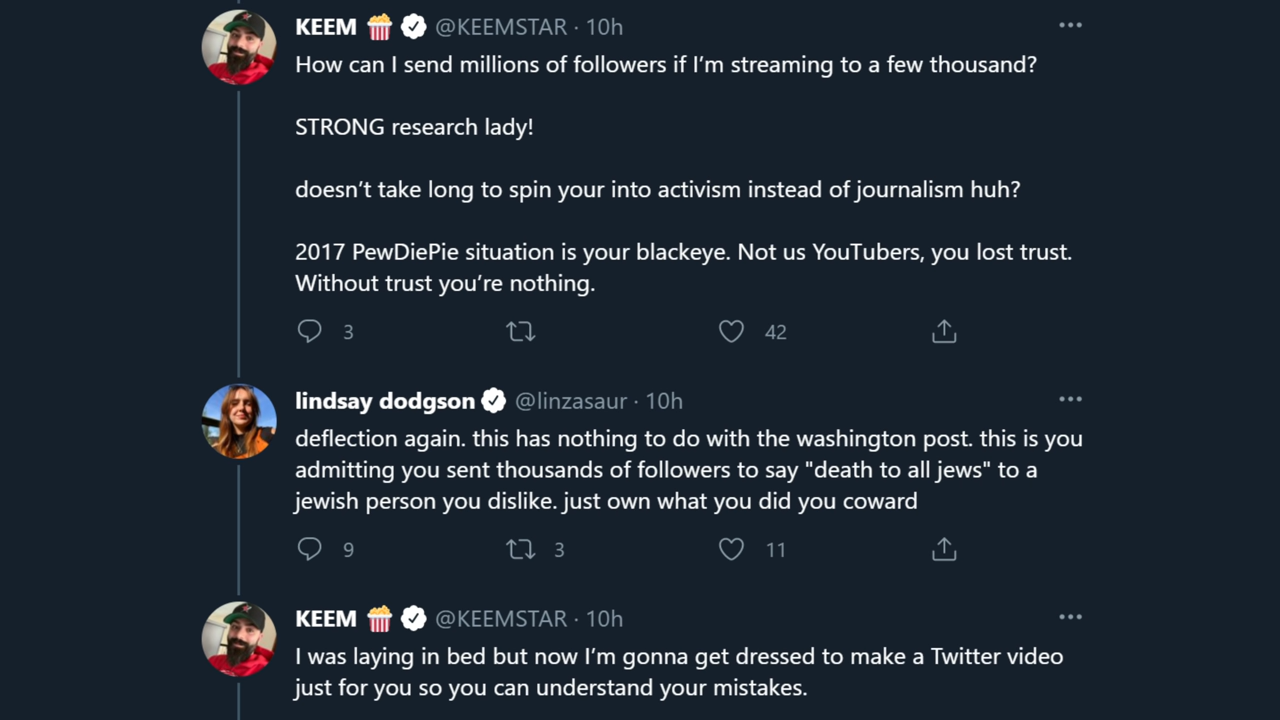 KEEM 🍿 @KEEMSTAR · 10h
How can I send millions of followers if I’m streaming to a few thousand?
STRONG research lady!
doesn’t take long to spin your into activism instead of journalism huh?
2017 PewDiePie situation is your blackeye. Not us YouTubers, you lost trust.
Without trust you’re nothing.
3 42
lindsay dodgson @linzasaur · 10h
deflection again. this has nothing to do with the washington post. this is you
admitting you sent thousands of followers to say "death to all jews" to a
jewish person you dislike. just own what you did you coward
9 3 11
KEEM 🍿 @KEEMSTAR · 10h
I was laying in bed but now I’m gonna get dressed to make a Twitter video
just for you so you can understand your mistakes.